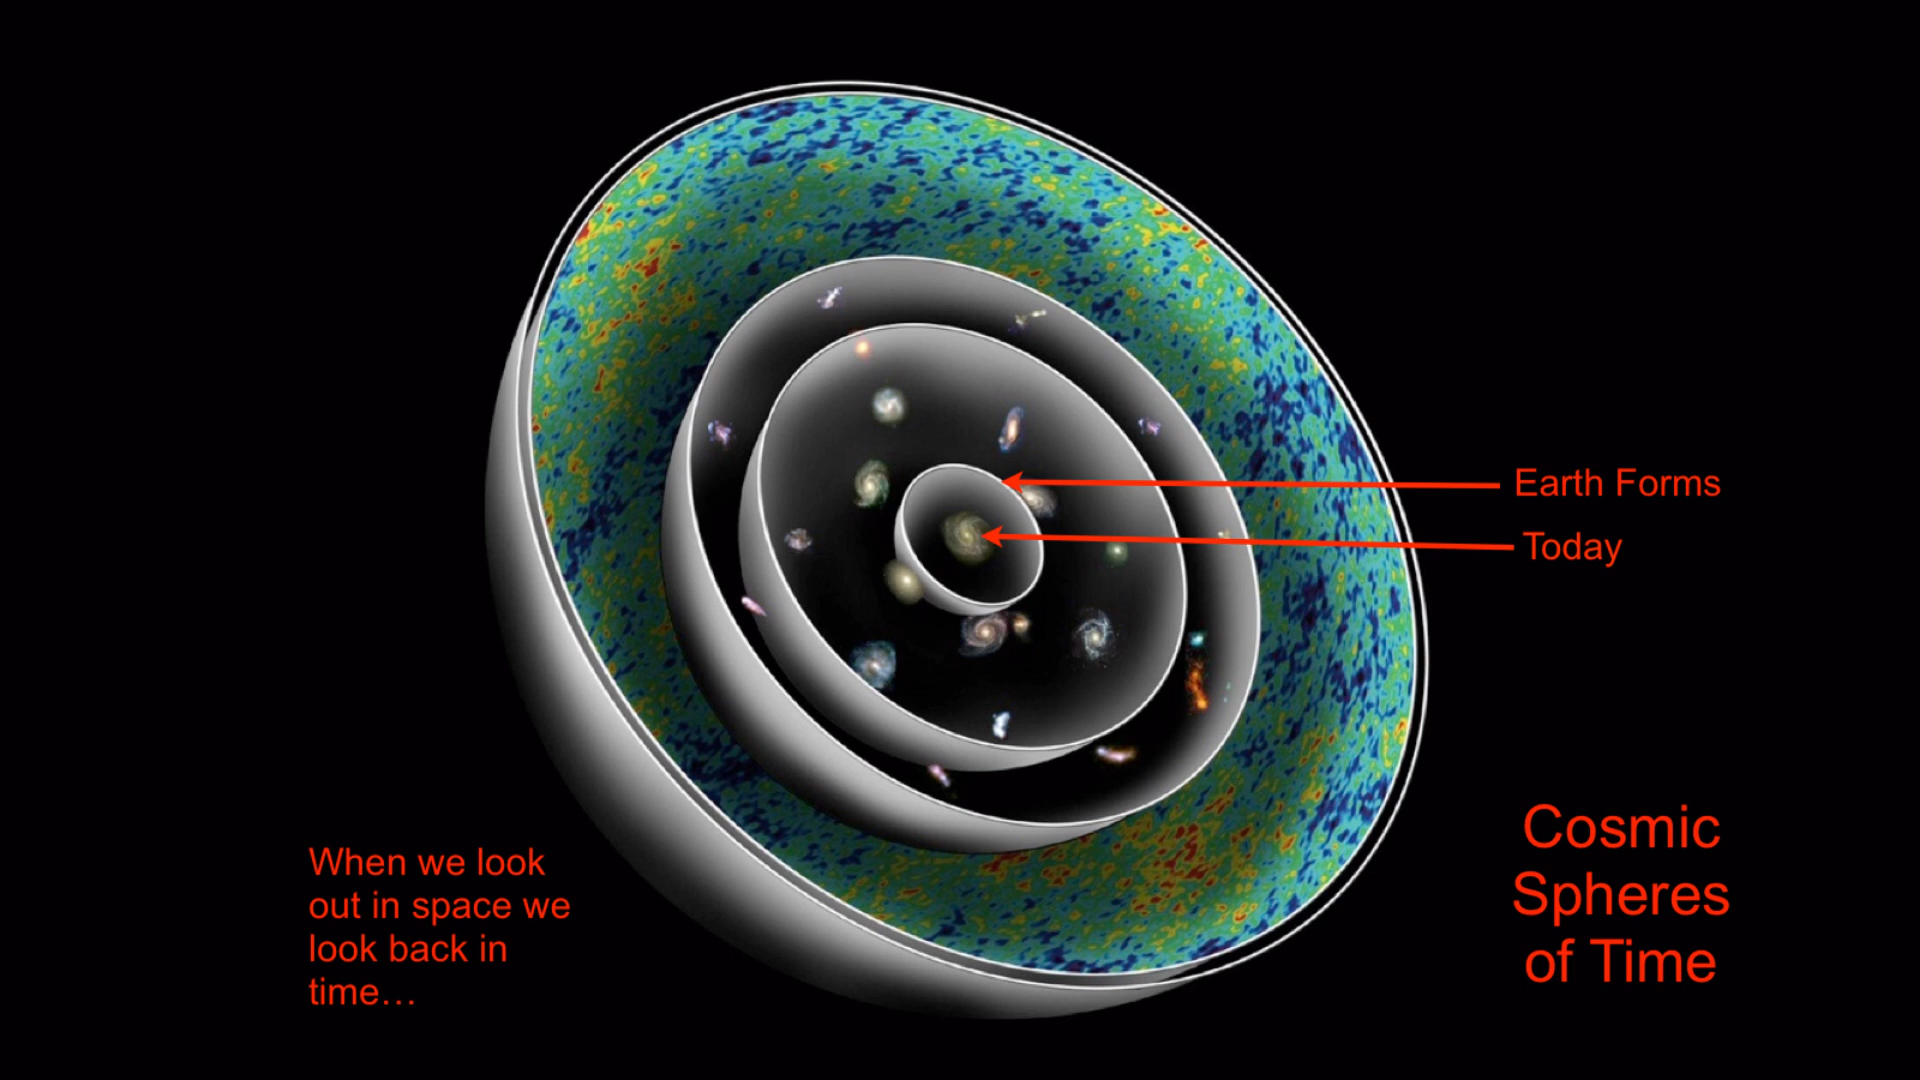 Earth Forms
Today
When we look
out in space we
look back in
time…
Cosmic
Spheres
of Time